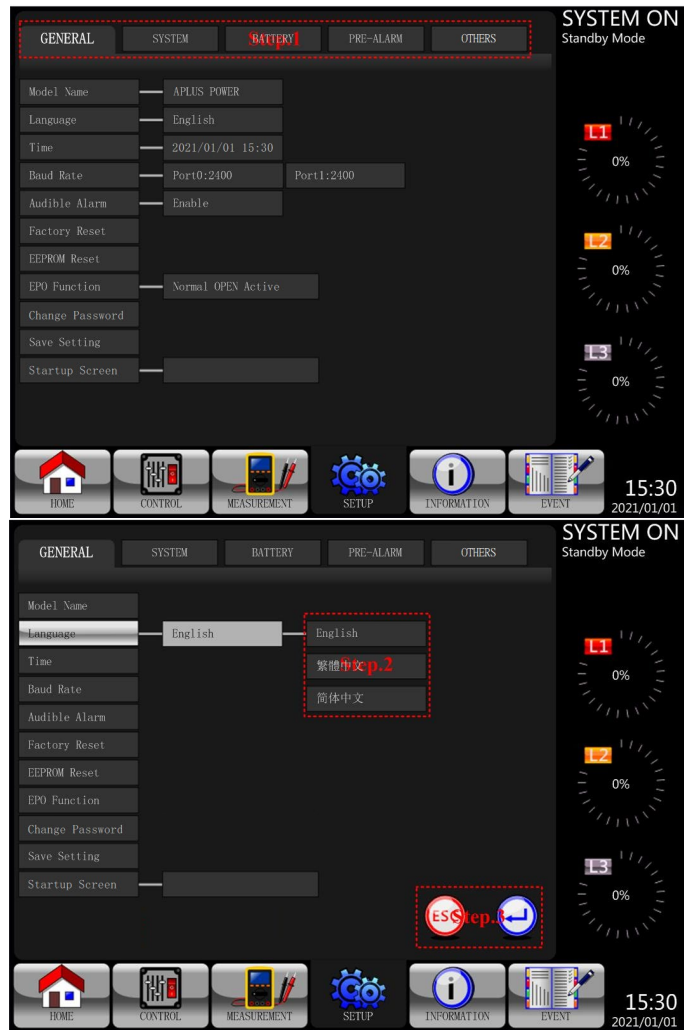 SYSTEM ON
GENERAL SYSTEM BATTERY PRE-ALARM OTHERS
Step.1
Standby Mode
Model Name APLUS POWER
Language English
L1
Time 2021/01/01 15:30
0%
Baud Rate Port0:2400 Port1:2400
Audible Alarm Enable
Factory Reset
L2
EEPROM Reset
0%
EPO Function Normal OPEN Active
Change Password
Save Setting
L3
Startup Screen
0%
HOME CONTROL MEASUREMENT SETUP INFORMATION EVENT
15:30
2021/01/01
SYSTEM ON
GENERAL SYSTEM BATTERY PRE-ALARM OTHERS
Standby Mode
Model Name
Language English English
L1
Time 繁體中文
Step.2
0%
Baud Rate 简体中文
Audible Alarm
Factory Reset
L2
EEPROM Reset
0%
EPO Function
Change Password
Save Setting
L3
Startup Screen
0%
ESC Step.3
HOME CONTROL MEASUREMENT SETUP INFORMATION EVENT
15:30
2021/01/01